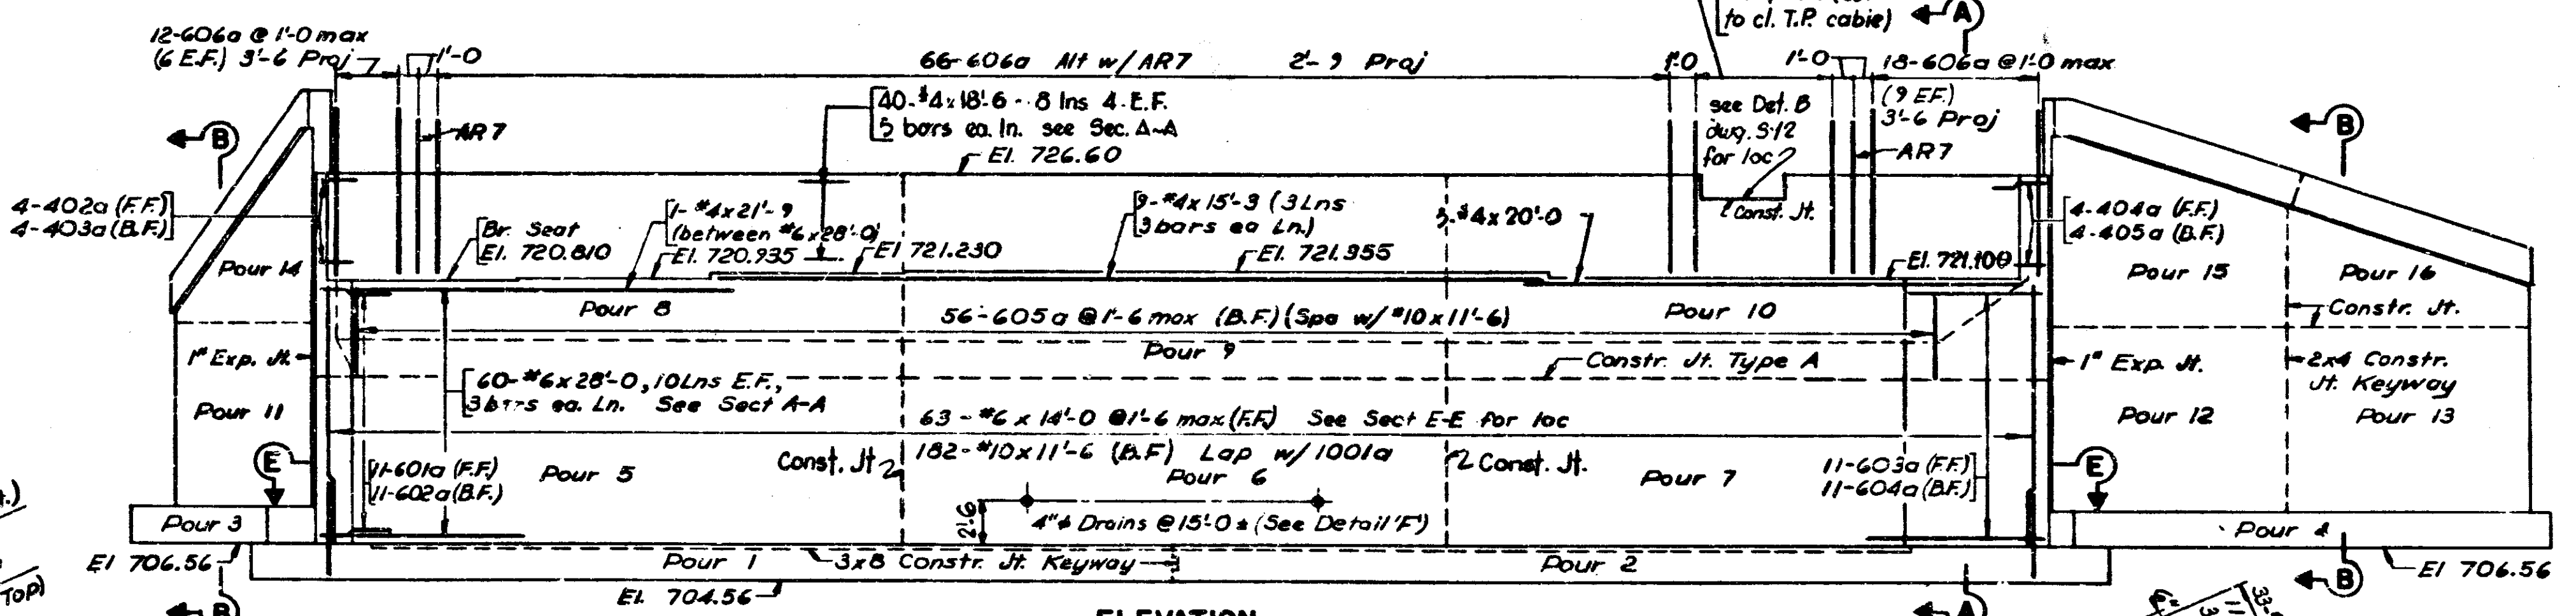 to cl. T.P. cable)
A
12-606a @ 1'-0 max
(6 E.F.) 3'-6 Proj
1'-0
66-606a Alt w/AR7 2'-9 Proj
1'-0
1'-0
18-606a @ 1'-0 max
(9 E.F.)
3'-6 Proj
40-#4x18'-6 - 8 lns 4-E.F.
5 bars ea. ln. see Sec. A-A
see Det. B
dwg. S-12
for loc
B
AR7
El. 726.60
AR7
B
4-402a (F.F.)
4-403a (B.F.)
Br. Seat
El. 720.810
1-#4x21'-9
(between #6x28'-0)
El. 720.935
El 721.230
9-#4x15'-3 (3 Lns
3 bars ea Ln.)
El. 721.955
3-#4x20'-0
Const. Jt.
El. 721.100
4-404a (F.F.)
4-405a (B.F.)
Pour 14
Pour 15
Pour 16
Pour 8
56-605a @ 1'-6 max (B.F.) (Spa w/#10x11'-6)
Pour 10
Constr. Jt.
Pour 9
1" Exp. Jt.
Constr. Jt. Type A
1" Exp. Jt.
2x4 Constr.
Jt. Keyway
60-#6x28'-0, 10 Lns E.F.,
3 bars ea. Ln. See Sect A-A
Pour 11
63-#6 x 14'-0 @ 1'-6 max (F.F.) See Sect E-E for loc
Pour 12
Pour 13
E
11-601a (F.F.)
11-602a (B.F.)
Pour 5
Const. Jt
182-#10x11'-6 (B.F) Lap w/1001a
Pour 6
Const. Jt.
Pour 7
11-603a (F.F.)
11-604a (B.F.)
E
2'-6
4"ϕ Drains @ 15'-0 ± (See Detail 'F')
Pour 3
Pour 4
El 706.56
Pour 1
3x8 Constr. Jt. Keyway
Pour 2
El 706.56
TOP)
El. 704.56
B
B
ELEVATION
A